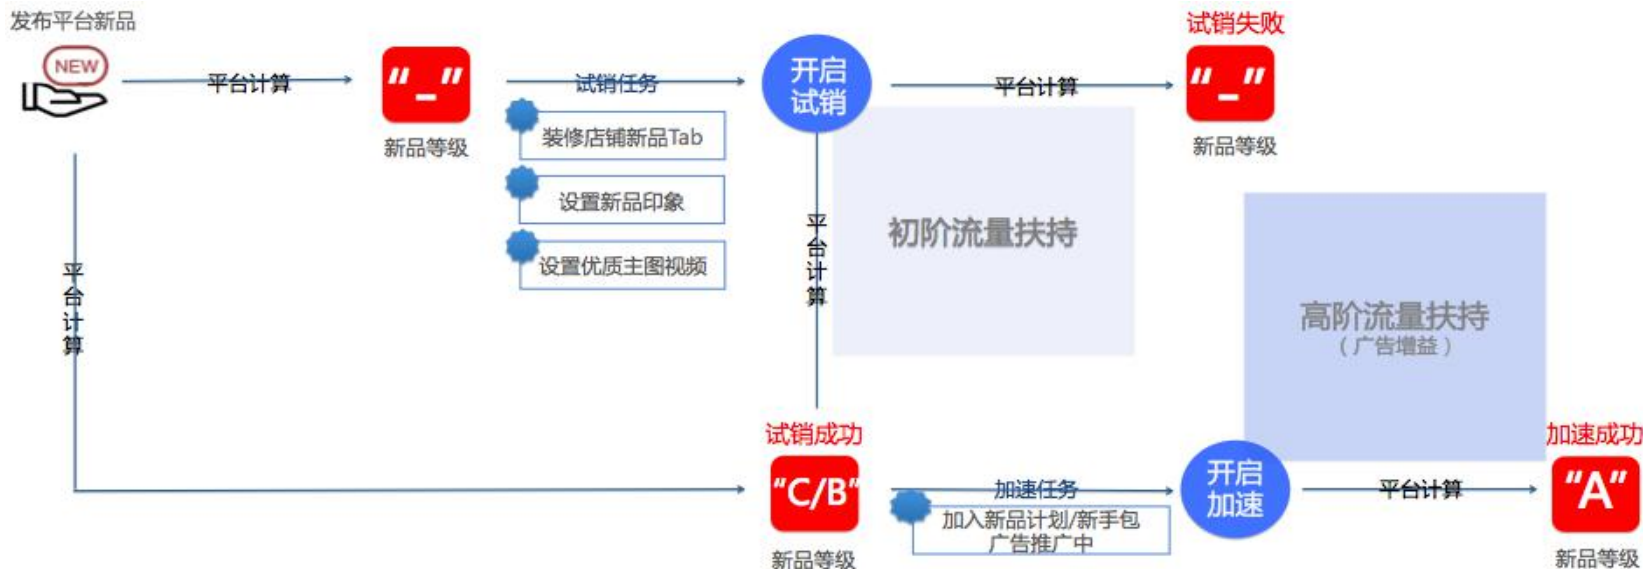 发布平台新品
NEW
平台计算
"_"
新品等级
试销任务
装修店铺新品Tab
设置新品印象
设置优质主图视频
开启
试销
平台计算
试销失败
"_"
新品等级
平台计算
平台计算
初阶流量扶持
高阶流量扶持
（广告增益）
试销成功
"C/B"
新品等级
加速任务
加入新品计划/新手包
广告推广中
开启
加速
平台计算
加速成功
"A"
新品等级